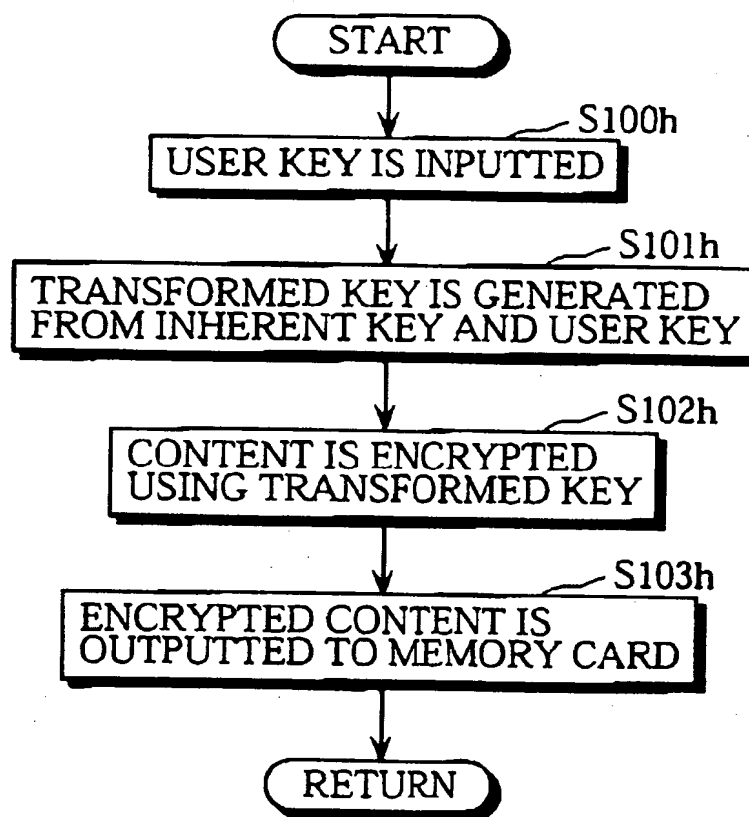 START
S100h
USER KEY IS INPUTTED
S101h
TRANSFORMED KEY IS GENERATED
FROM INHERENT KEY AND USER KEY
S102h
CONTENT IS ENCRYPTED
USING TRANSFORMED KEY
S103h
ENCRYPTED CONTENT IS
OUTPUTTED TO MEMORY CARD
RETURN